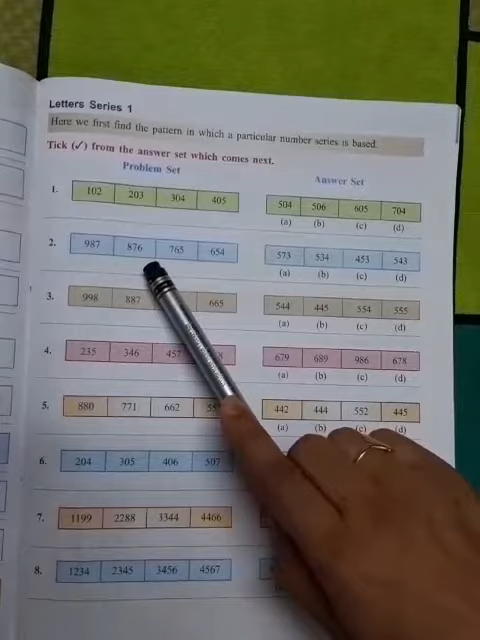 Letters Series 1
Here we first find the pattern in which a particular number series is based.
Tick (✓) from the answer set which comes next.
Problem Set Answer Set
1. 102 203 304 405 504 506 605 704
(a) (b) (c) (d)
2. 987 876 765 654 573 534 453 543
(a) (b) (c) (d)
3. 998 887 665 544 445 554 555
(a) (b) (c) (d)
4. 235 346 457 679 689 986 678
(a) (b) (c) (d)
5. 880 771 662 442 444 552 445
(a) (b) (c) (d)
6. 204 305 406 507
7. 1199 2288 3344 4466
8. 1234 2345 3456 4567